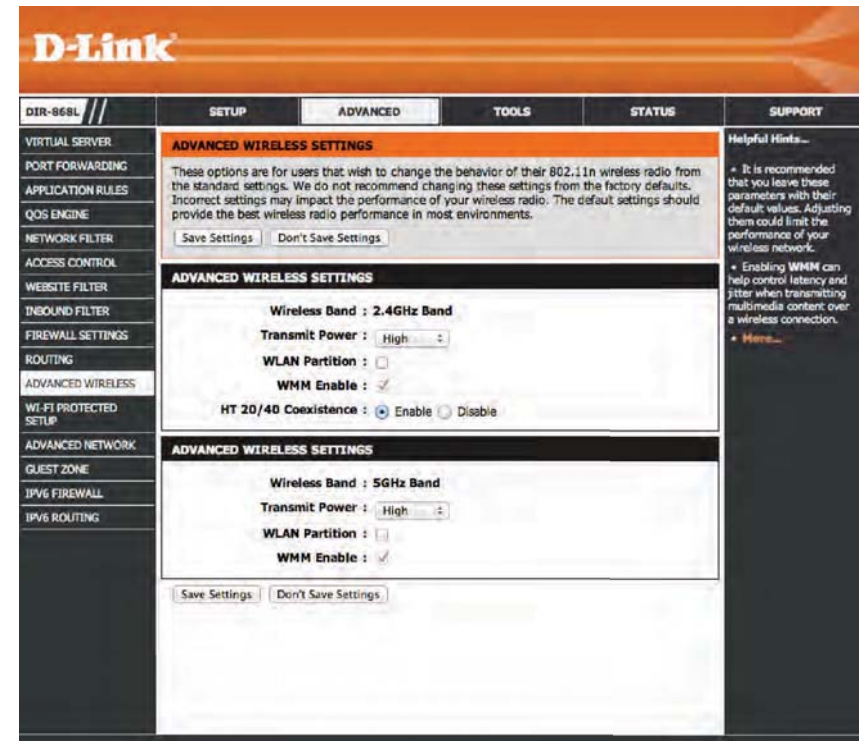 D-Link
DIR-868L
SETUP
ADVANCED
TOOLS
STATUS
SUPPORT
VIRTUAL SERVER
PORT FORWARDING
APPLICATION RULES
QOS ENGINE
NETWORK FILTER
ACCESS CONTROL
WEBSITE FILTER
INBOUND FILTER
FIREWALL SETTINGS
ROUTING
ADVANCED WIRELESS
WI-FI PROTECTED
SETUP
ADVANCED NETWORK
GUEST ZONE
IPV6 FIREWALL
IPV6 ROUTING
ADVANCED WIRELESS SETTINGS
These options are for users that wish to change the behavior of their 802.11n wireless radio from
the standard settings. We do not recommend changing these settings from the factory defaults.
Incorrect settings may impact the performance of your wireless radio. The default settings should
provide the best wireless radio performance in most environments.
Save Settings Don't Save Settings
ADVANCED WIRELESS SETTINGS
Wireless Band : 2.4GHz Band
Transmit Power : High
WLAN Partition :
WMM Enable :
HT 20/40 Coexistence : Enable Disable
ADVANCED WIRELESS SETTINGS
Wireless Band : 5GHz Band
Transmit Power : High
WLAN Partition :
WMM Enable :
Save Settings Don't Save Settings
Helpful Hints...
• It is recommended
that you leave these
parameters with their
default values. Adjusting
them could limit the
performance of your
wireless network.
• Enabling WMM can
help control latency and
jitter when transmitting
multimedia content over
a wireless connection.
• More...